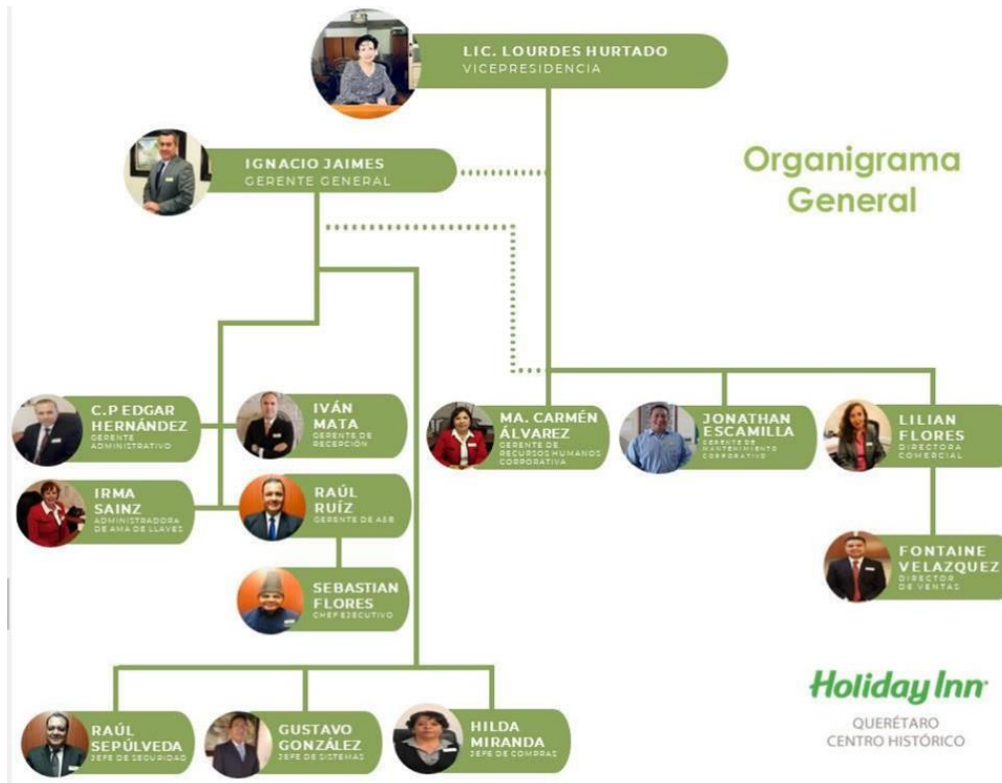 LIC. LOURDES HURTADO
VICEPRESIDENCIA
IGNACIO JAIMES
GERENTE GENERAL
Organigrama
General
C.P EDGAR
HERNÁNDEZ
GERENTE
ADMINISTRATIVO
IVÁN
MATA
GERENTE DE
RECEPCIÓN
MA. CARMÉN
ÁLVAREZ
GERENTE DE
RECURSOS HUMANOS
CORPORATIVA
JONATHAN
ESCAMILLA
GERENTE DE
MANTENIMIENTO
CORPORATIVO
LILIAN
FLORES
DIRECTORA
COMERCIAL
IRMA
SAINZ
ADMINISTRADORA
DE AMA DE LLAVES
RAÚL
RUÍZ
GERENTE DE A&B
FONTAINE
VELAZQUEZ
DIRECTOR
DE VENTAS
SEBASTIAN
FLORES
CHEF EJECUTIVO
RAÚL
SEPÚLVEDA
JEFE DE SEGURIDAD
GUSTAVO
GONZÁLEZ
JEFE DE SISTEMAS
HILDA
MIRANDA
JEFE DE COMPRAS
Holiday Inn
QUERÉTARO
CENTRO HISTÓRICO